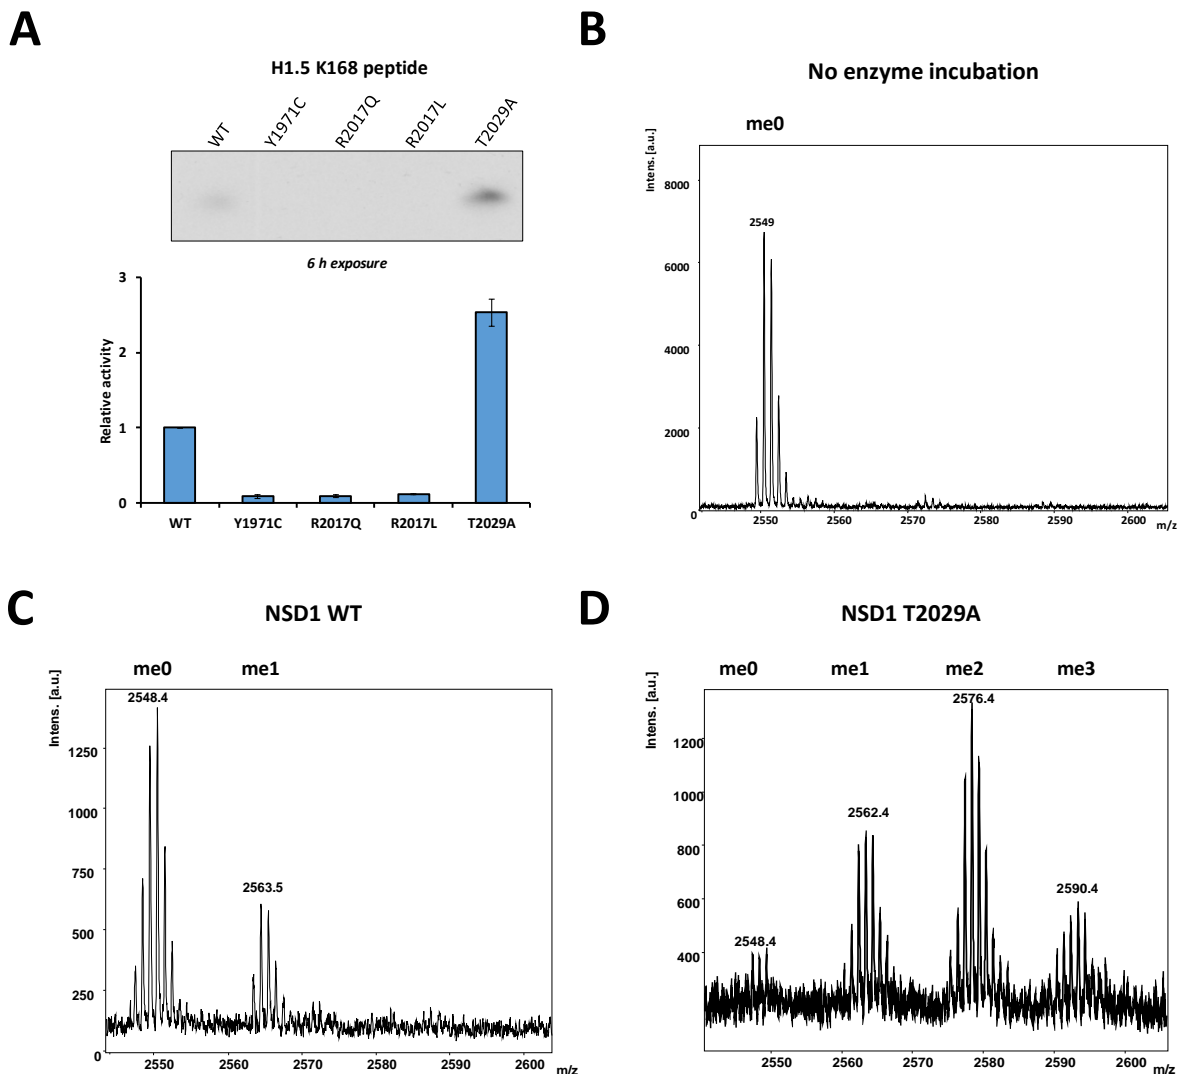 A
H1.5 K168 peptide
WT Y1971C R2017Q R2017L T2029A
6 h exposure
Relative activity
3
2
1
0
WT Y1971C R2017Q R2017L T2029A
B
No enzyme incubation
me0
Intens. [a.u.]
2549
8000
6000
4000
2000
0
2550 2560 2570 2580 2590 2600 m/z
C
NSD1 WT
me0 me1
Intens. [a.u.]
2548.4
2563.5
1250
1000
750
500
250
0
2550 2560 2570 2580 2590 2600 m/z
D
NSD1 T2029A
me0 me1 me2 me3
Intens. [a.u.]
2576.4
2562.4
2590.4
2548.4
1200
1000
800
600
400
2550 2560 2570 2580 2590 2600 m/z